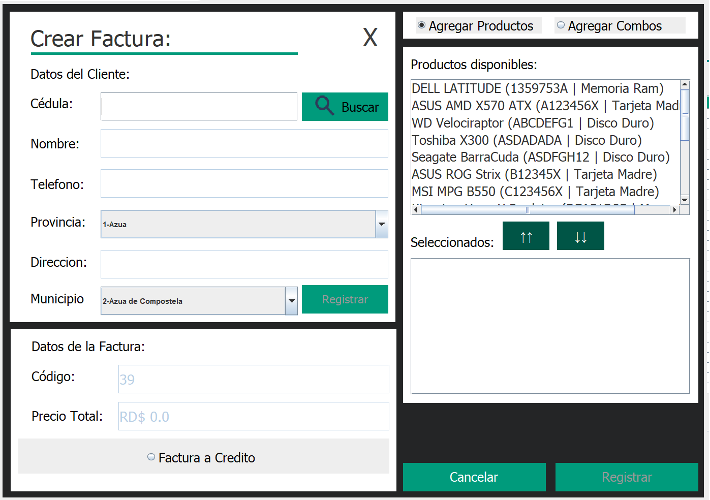 Crear Factura:
X
Datos del Cliente:
Cédula:
Buscar
Nombre:
Telefono:
Provincia:
1-Azua
Direccion:
Municipio
2-Azua de Compostela
Registrar
Datos de la Factura:
Código:
39
Precio Total:
RD$ 0.0
Factura a Credito
Agregar Productos
Agregar Combos
Productos disponibles:
DELL LATITUDE (1359753A | Memoria Ram)
ASUS AMD X570 ATX (A123456X | Tarjeta Mad
WD Velociraptor (ABCDEFG1 | Disco Duro)
Toshiba X300 (ASDADADA | Disco Duro)
Seagate BarraCuda (ASDFGH12 | Disco Duro)
ASUS ROG Strix (B12345X | Tarjeta Madre)
MSI MPG B550 (C123456X | Tarjeta Madre)
Seleccionados:
↑↑
↓↓
Cancelar
Registrar